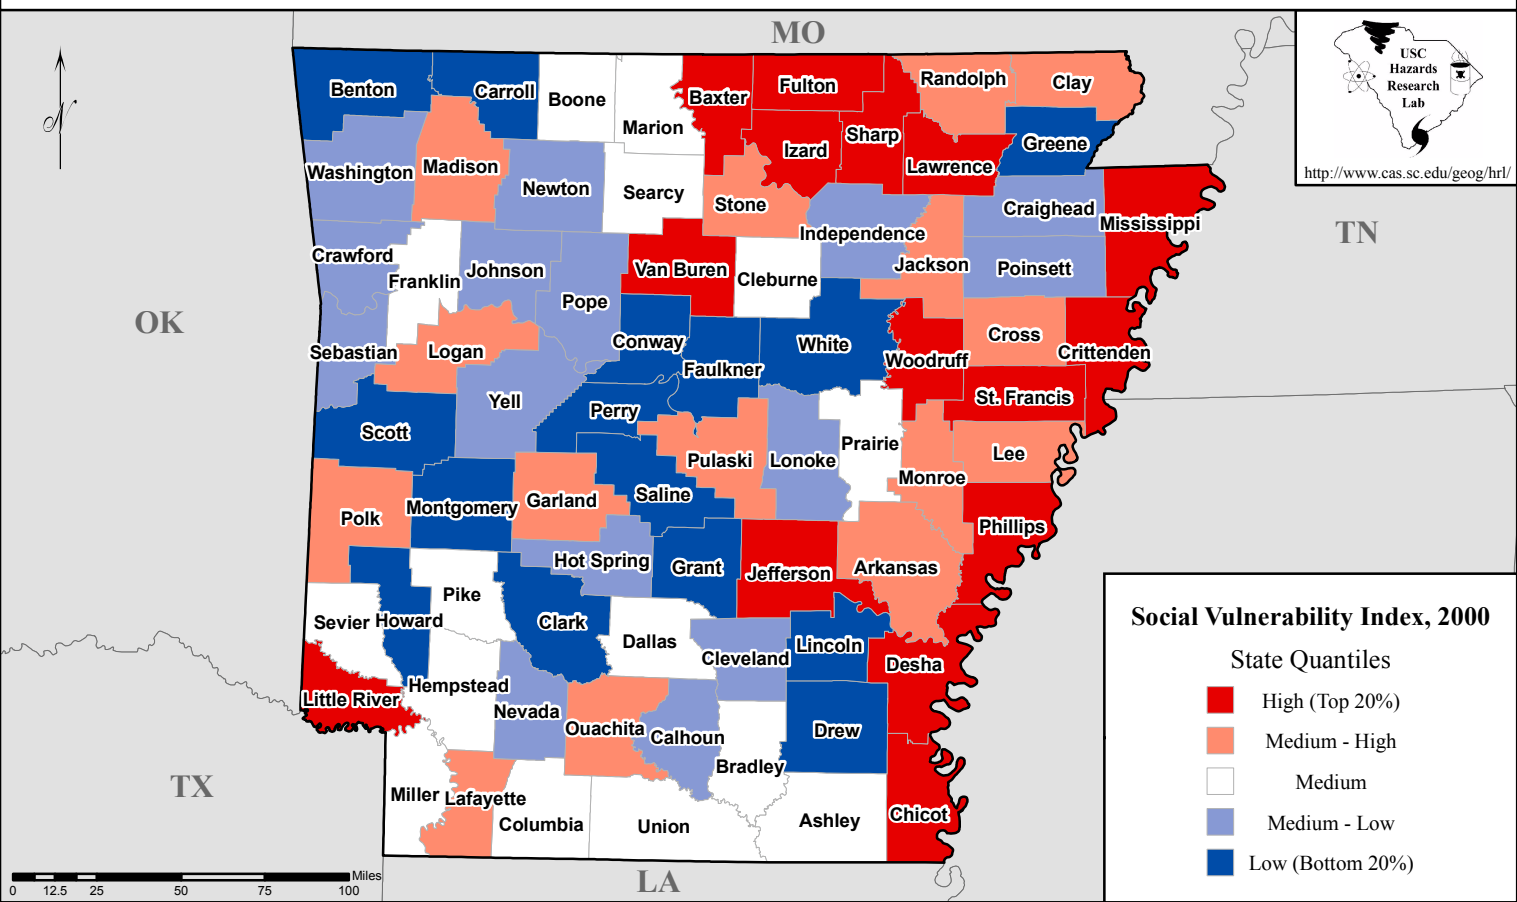 MO
USC
Hazards
Research
Lab
http://www.cas.sc.edu/geog/hrl/
N
Benton
Carroll
Boone
Marion
Baxter
Fulton
Randolph
Clay
Sharp
Izard
Lawrence
Greene
Washington
Madison
Newton
Searcy
Stone
Independence
Craighead
Mississippi
TN
Crawford
Franklin
Johnson
Pope
Van Buren
Cleburne
Jackson
Poinsett
OK
Sebastian
Logan
Conway
Faulkner
White
Woodruff
Cross
Crittenden
Scott
Yell
Perry
Pulaski
Lonoke
Prairie
St. Francis
Lee
Monroe
Polk
Montgomery
Garland
Saline
Phillips
Hot Spring
Grant
Jefferson
Arkansas
Sevier
Howard
Pike
Clark
Dallas
Cleveland
Lincoln
Desha
Little River
Hempstead
Nevada
Ouachita
Calhoun
Bradley
Drew
TX
Miller
Lafayette
Columbia
Union
Ashley
Chicot
LA
Social Vulnerability Index, 2000
State Quantiles
High (Top 20%)
Medium - High
Medium
Medium - Low
Low (Bottom 20%)
Miles
0 12.5 25 50 75 100